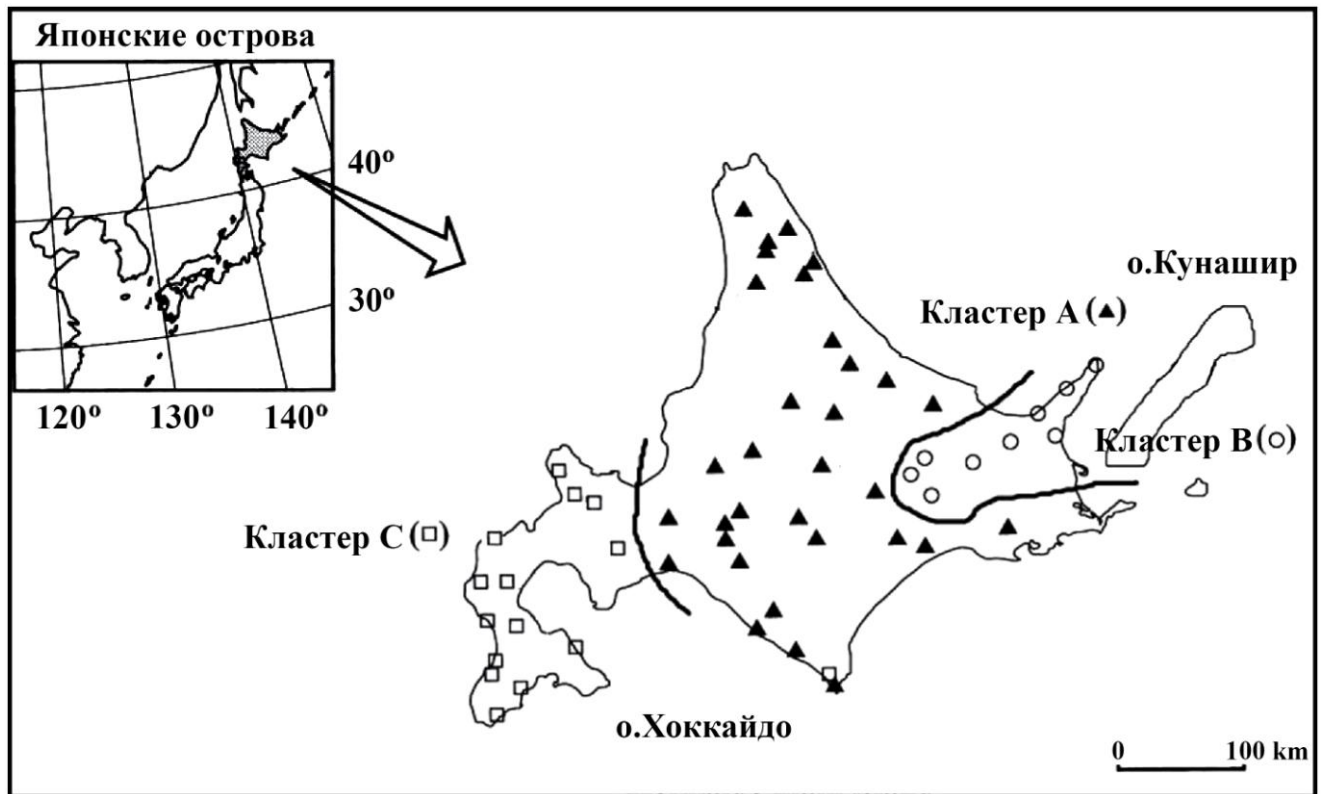 Японские острова
40º
30º
120º
130º
140º
о.Кунашир
Кластер А (▲)
Кластер В (○)
Кластер С (□)
о.Хоккайдо
0 100 km